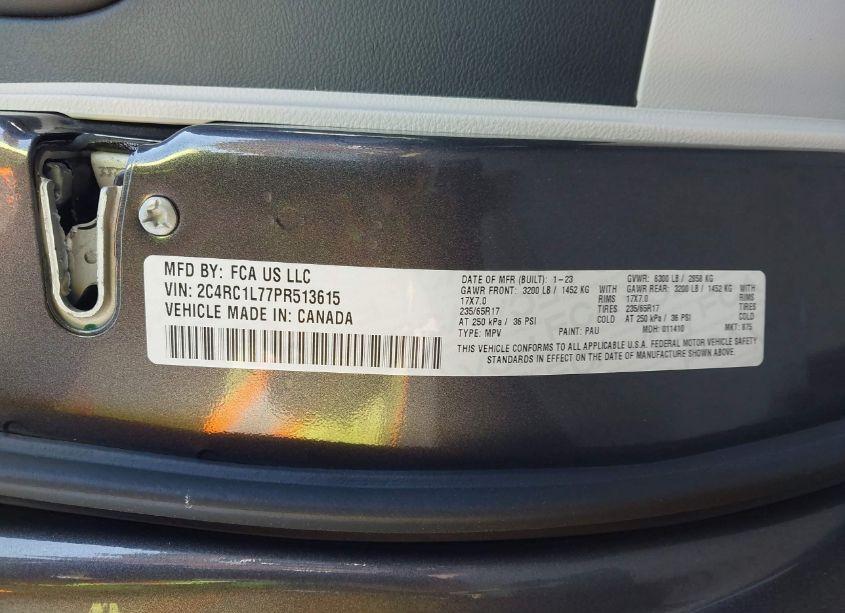 MFD BY: FCA US LLC
VIN: 2C4RC1L77PR513615
VEHICLE MADE IN: CANADA
DATE OF MFR (BUILT): 1-23 GVWR: 6300 LB / 2858 KG
GAWR FRONT: 3200 LB / 1452 KG WITH GAWR REAR: 3200 LB / 1452 KG WITH
17X7.0 RIMS 17X7.0 RIMS
235/65R17 TIRES 235/65R17 TIRES
AT 250 kPa / 36 PSI COLD AT 250 kPa / 36 PSI COLD
TYPE: MPV PAINT: PAU MDH: 011410 MKT: 875
THIS VEHICLE CONFORMS TO ALL APPLICABLE U.S.A. FEDERAL MOTOR VEHICLE SAFETY
STANDARDS IN EFFECT ON THE DATE OF MANUFACTURE SHOWN ABOVE.